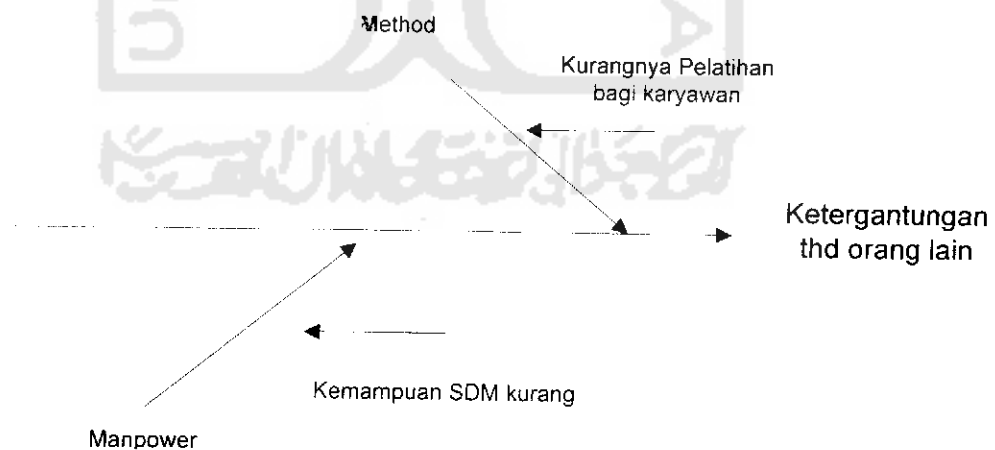 Method
Kurangnya Pelatihan
bagi karyawan
Ketergantungan
thd orang lain
Kemampuan SDM kurang
Manpower